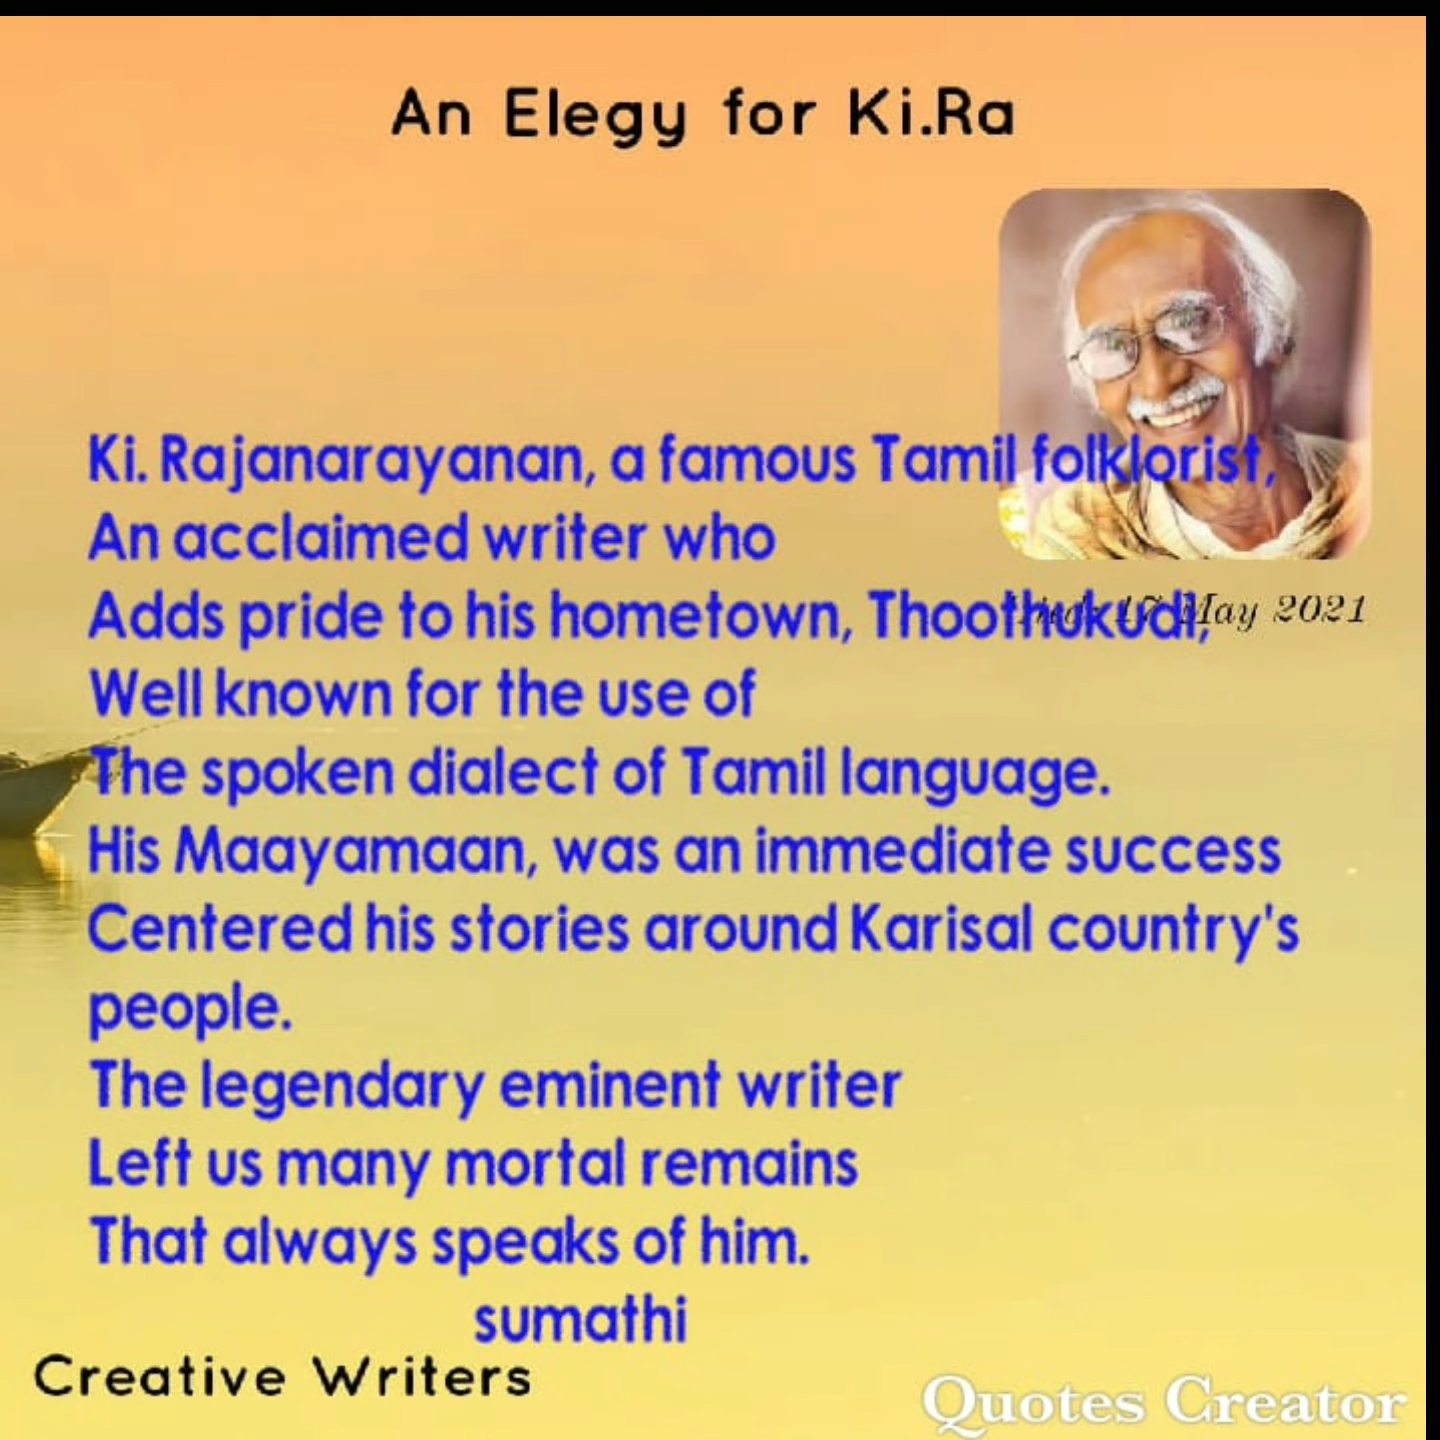 An Elegy for Ki.Ra
Ki. Rajanarayanan, a famous Tamil folklorist,
An acclaimed writer who
Adds pride to his hometown, Thoothukudi,
17 May 2021
Well known for the use of
The spoken dialect of Tamil language.
His Maayamaan, was an immediate success
Centered his stories around Karisal country's
people.
The legendary eminent writer
Left us many mortal remains
That always speaks of him.
sumathi
Creative Writers
Quotes Creator